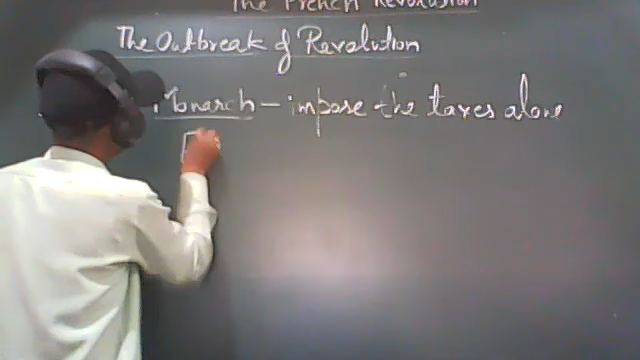 The French Revolution
The Outbreak of Revolution
Monarch – impose the taxes alone